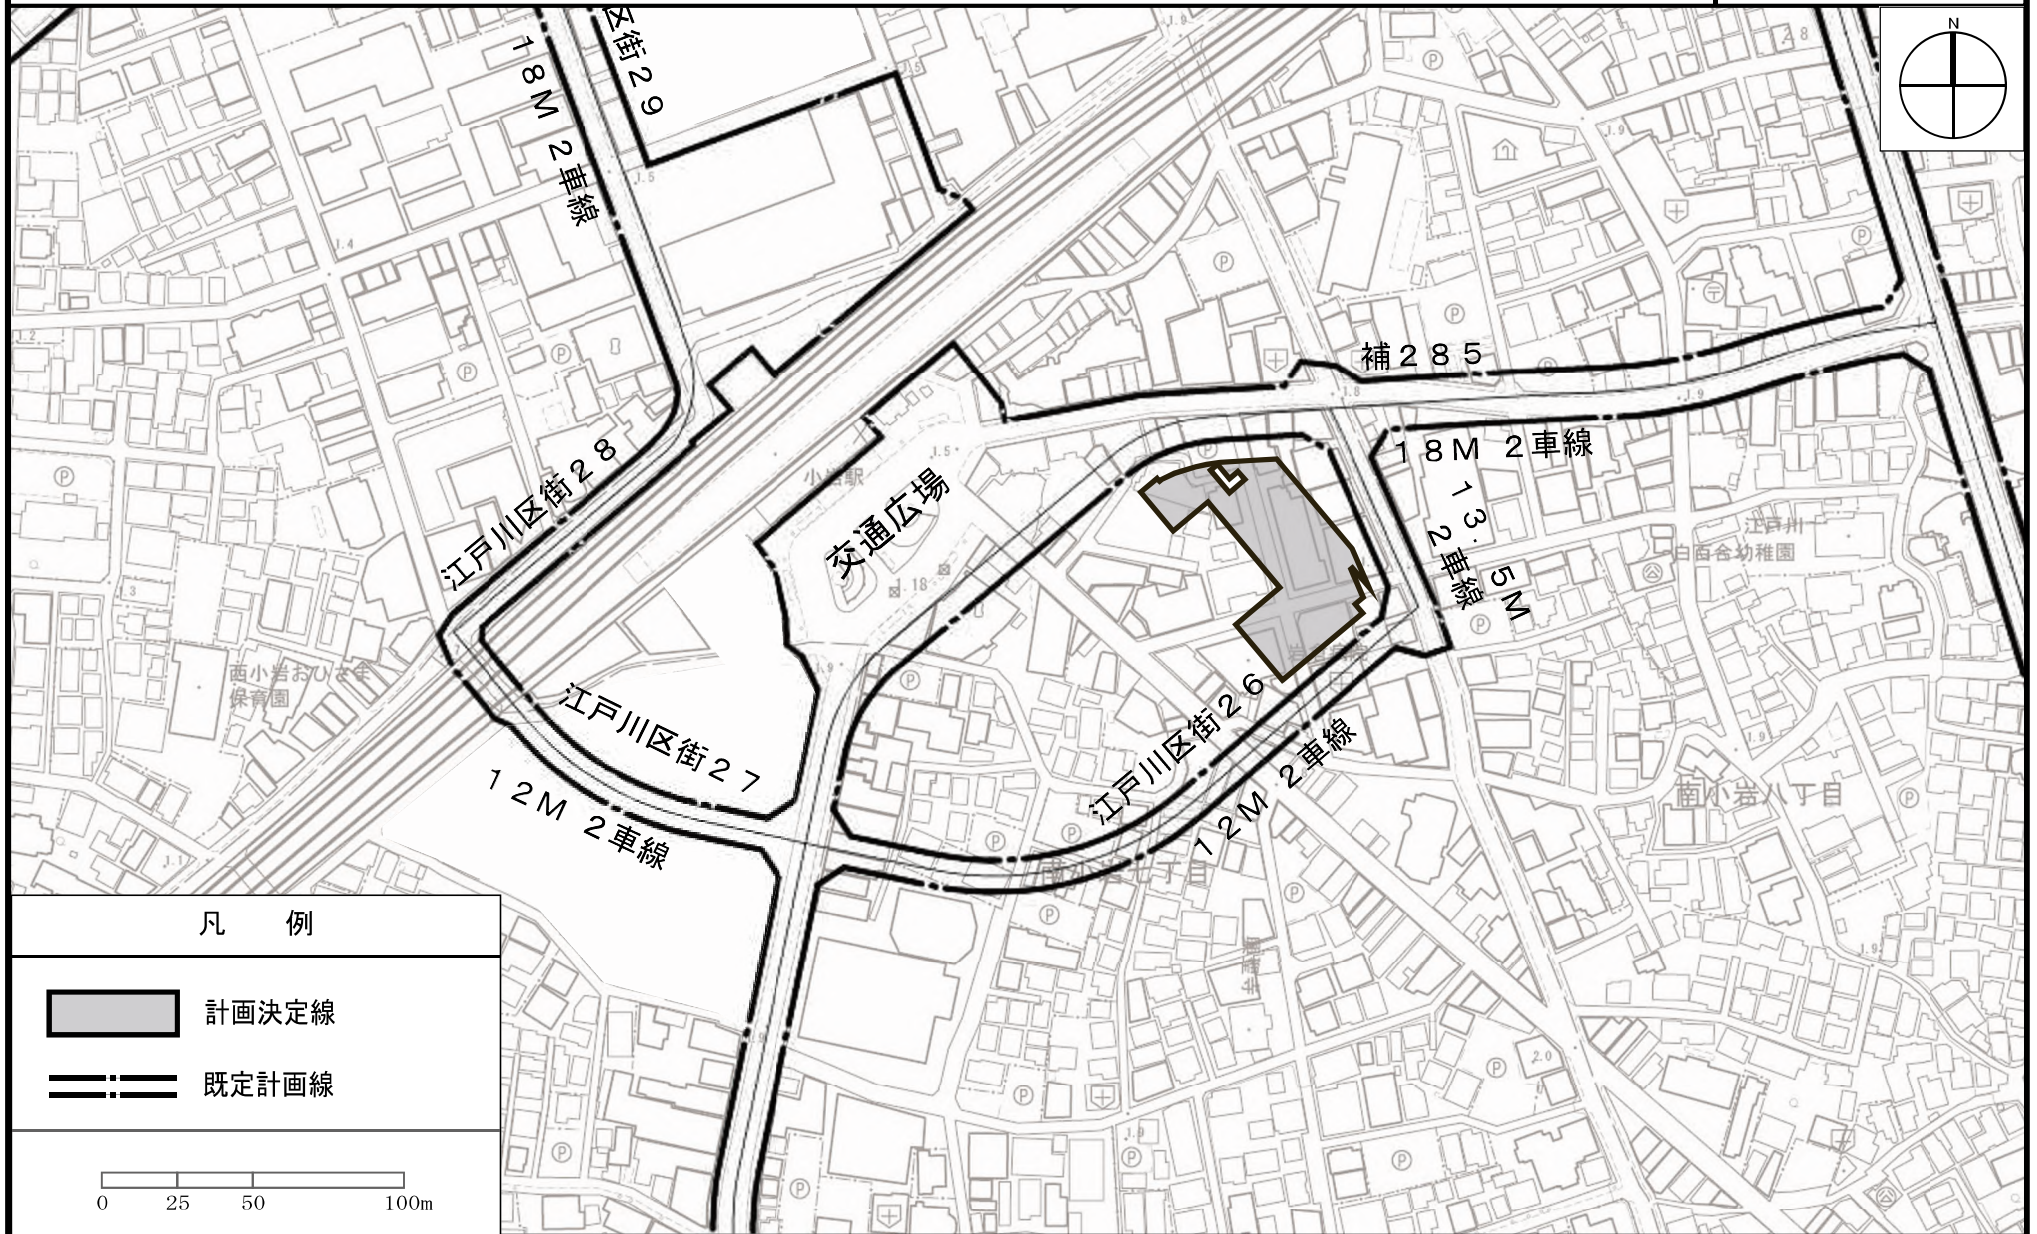 N
区街29
18M 2車線
補285
18M 2車線
13.5M
2車線
江戸川区街28
小岩駅
交通広場
江戸川
白百合幼稚園
西小岩おひさま
保育園
江戸川区街27
12M 2車線
江戸川区街26
12M 2車線
南小岩八丁目
南小岩七丁目
凡 例
計画決定線
既定計画線
0 25 50 100m